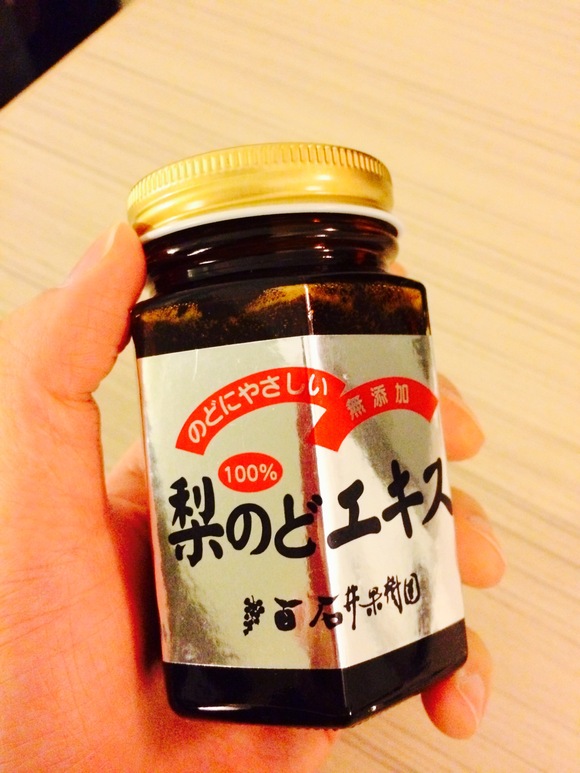 のどにやさしい
無添加
100%
梨のどエキス
石井果樹園